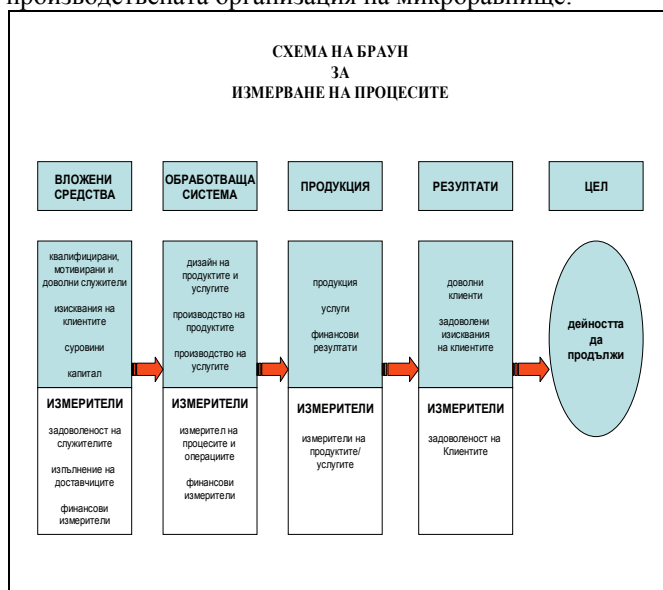 производствената организация на микроравнище.
СХЕМА НА БРАУН
ЗА
ИЗМЕРВАНЕ НА ПРОЦЕСИТЕ
ВЛОЖЕНИ
СРЕДСТВА
ОБРАБОТВАЩА
СИСТЕМА
ПРОДУКЦИЯ
РЕЗУЛТАТИ
ЦЕЛ
квалифицирани,
мотивирани и
доволни служители
изисквания на
клиентите
суровини
капитал
дизайн на
продуктите и
услугите
производство на
продуктите
производство на
услугите
продукция
услуги
финансови
резултати
доволни
клиенти
задоволени
изисквания
на клиентите
дейността
да
продължи
ИЗМЕРИТЕЛИ
задоволеност на
служителите
изпълнение на
доставчиците
финансови
измерители
ИЗМЕРИТЕЛИ
измерител на
процесите и
операциите
финансови
измерители
ИЗМЕРИТЕЛИ
измерители на
продуктите/
услугите
ИЗМЕРИТЕЛИ
задоволеност на
Клиентите